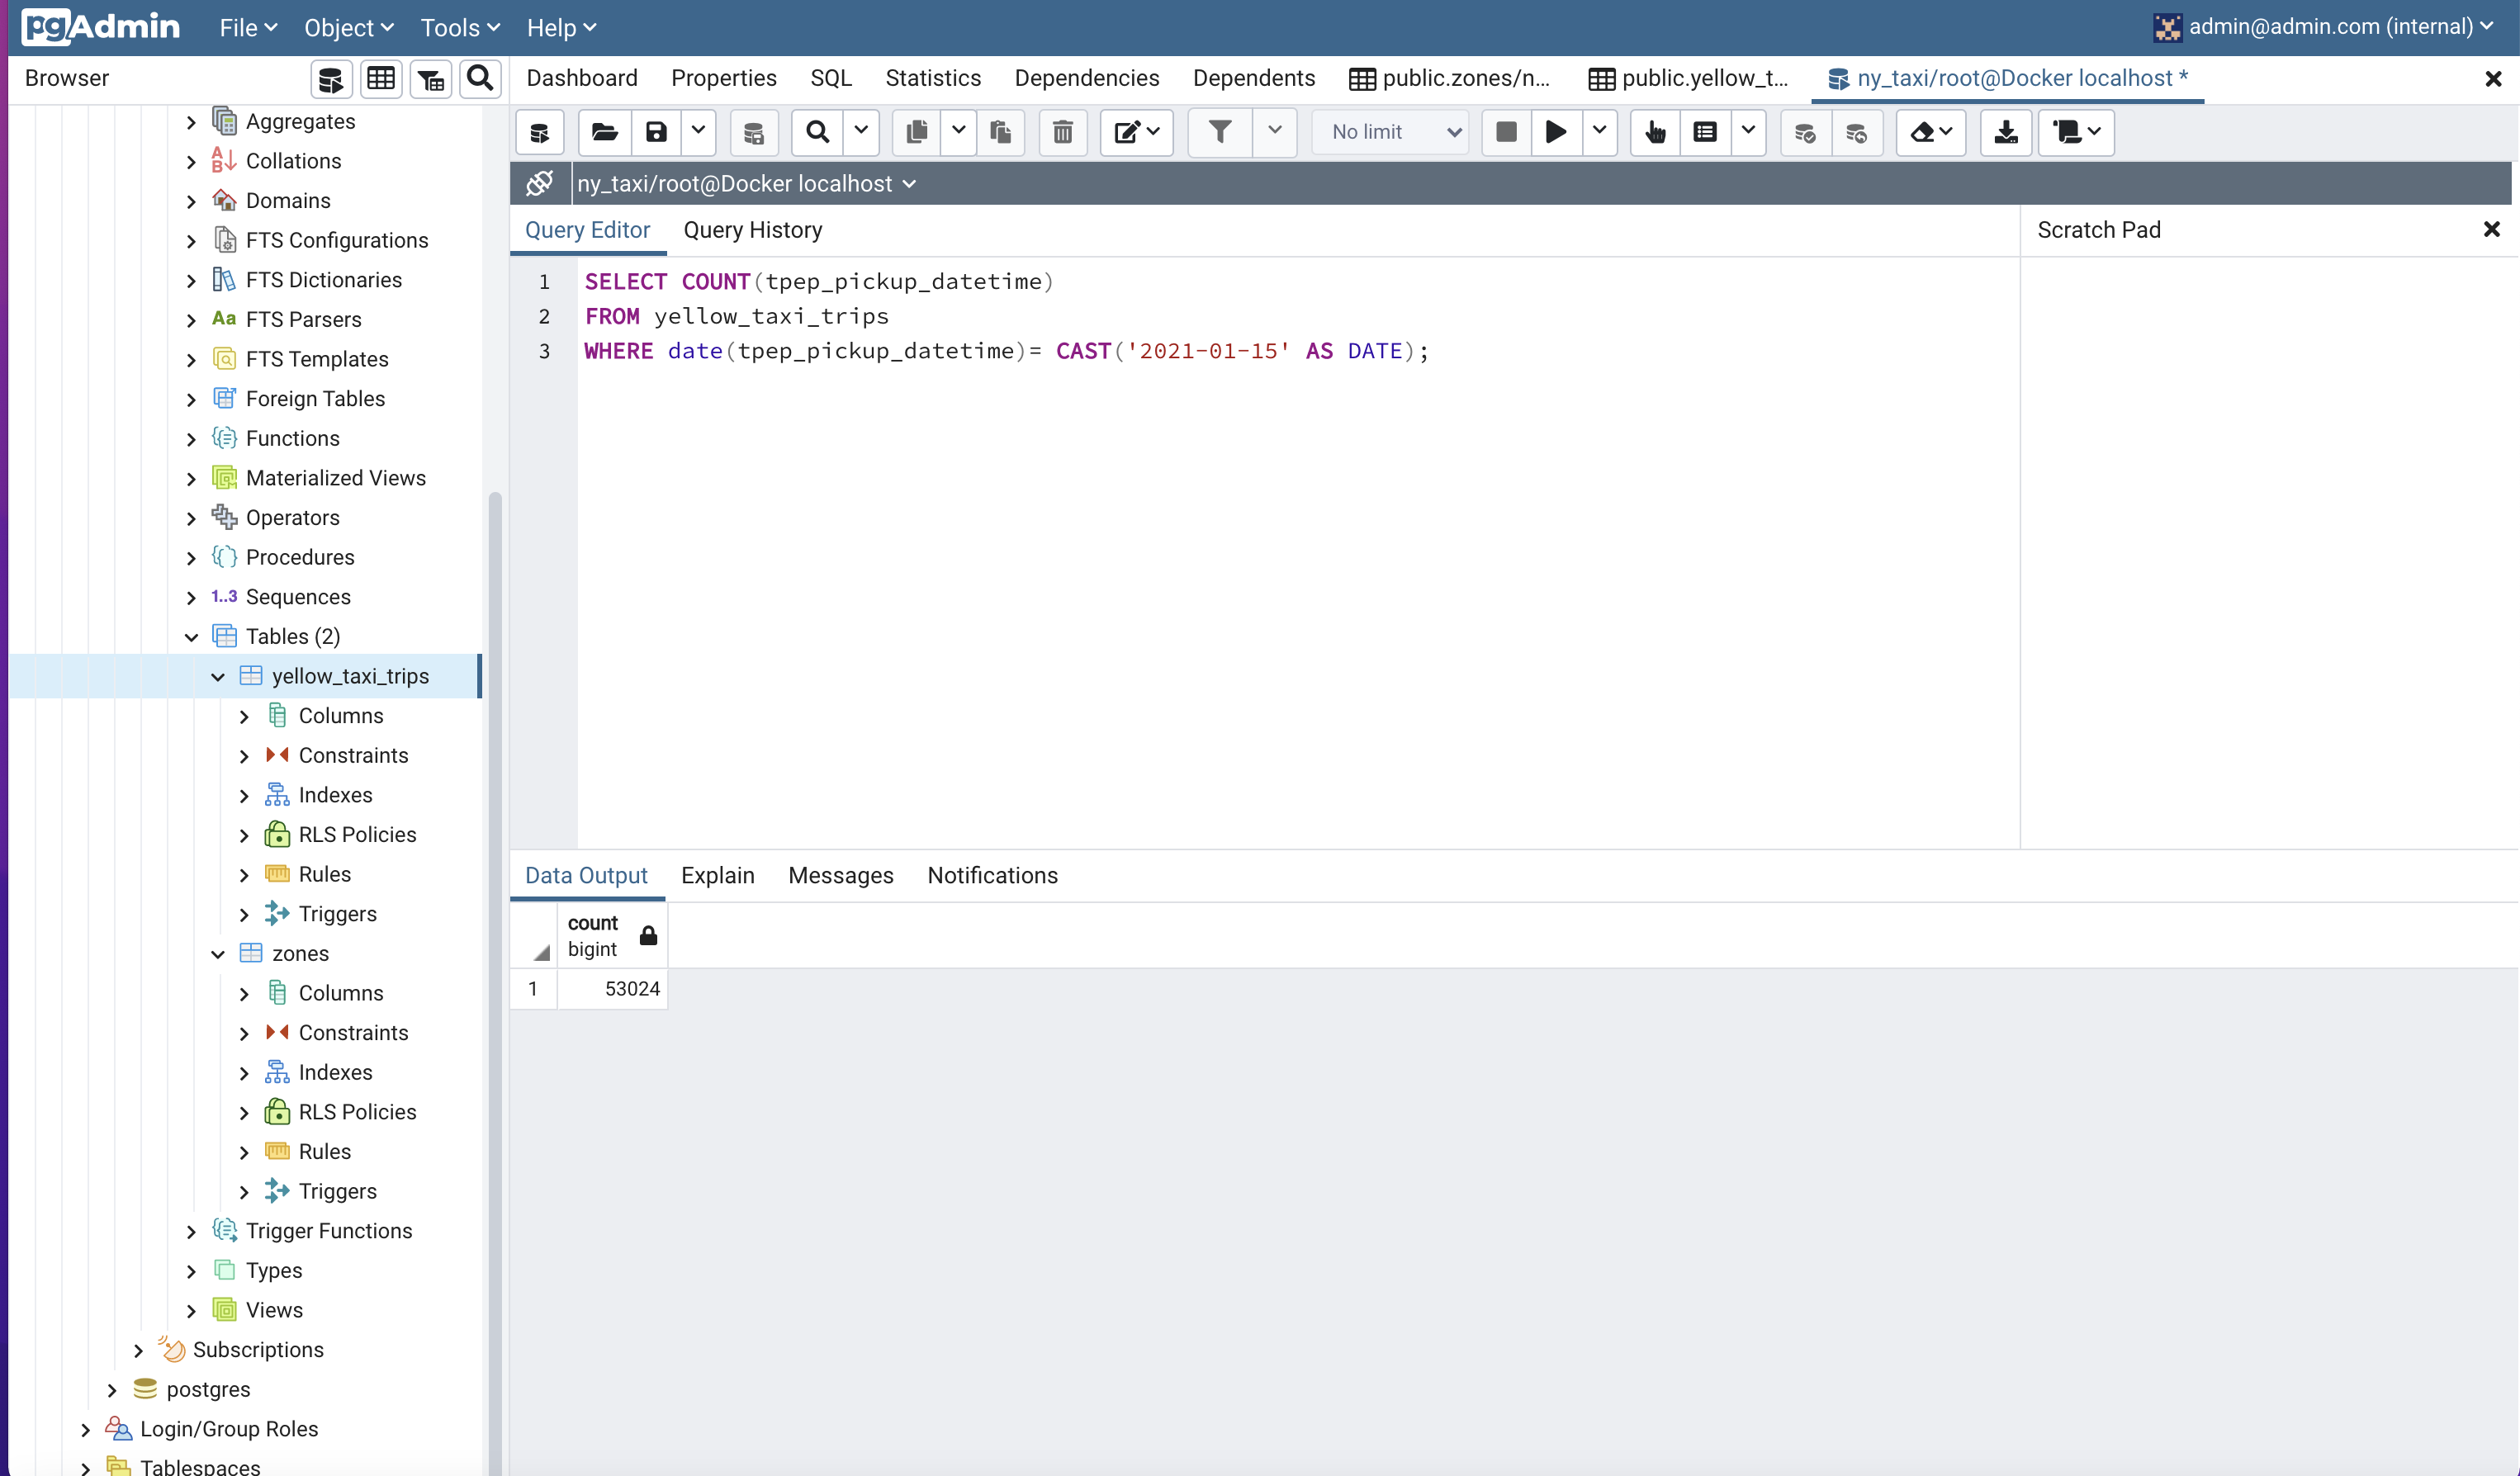 pgAdmin File Object Tools Help admin@admin.com (internal)
Browser
Dashboard Properties SQL Statistics Dependencies Dependents public.zones/n... public.yellow_t... ny_taxi/root@Docker localhost *
No limit
ny_taxi/root@Docker localhost
Query Editor Query History
Scratch Pad
1 SELECT COUNT(tpep_pickup_datetime)
2 FROM yellow_taxi_trips
3 WHERE date(tpep_pickup_datetime)= CAST('2021-01-15' AS DATE);
Data Output Explain Messages Notifications
count
bigint
1 53024
Aggregates
Collations
Domains
FTS Configurations
FTS Dictionaries
Aa FTS Parsers
FTS Templates
Foreign Tables
Functions
Materialized Views
Operators
Procedures
1..3 Sequences
Tables (2)
yellow_taxi_trips
Columns
Constraints
Indexes
RLS Policies
Rules
Triggers
zones
Columns
Constraints
Indexes
RLS Policies
Rules
Triggers
Trigger Functions
Types
Views
Subscriptions
postgres
Login/Group Roles
Tablespaces